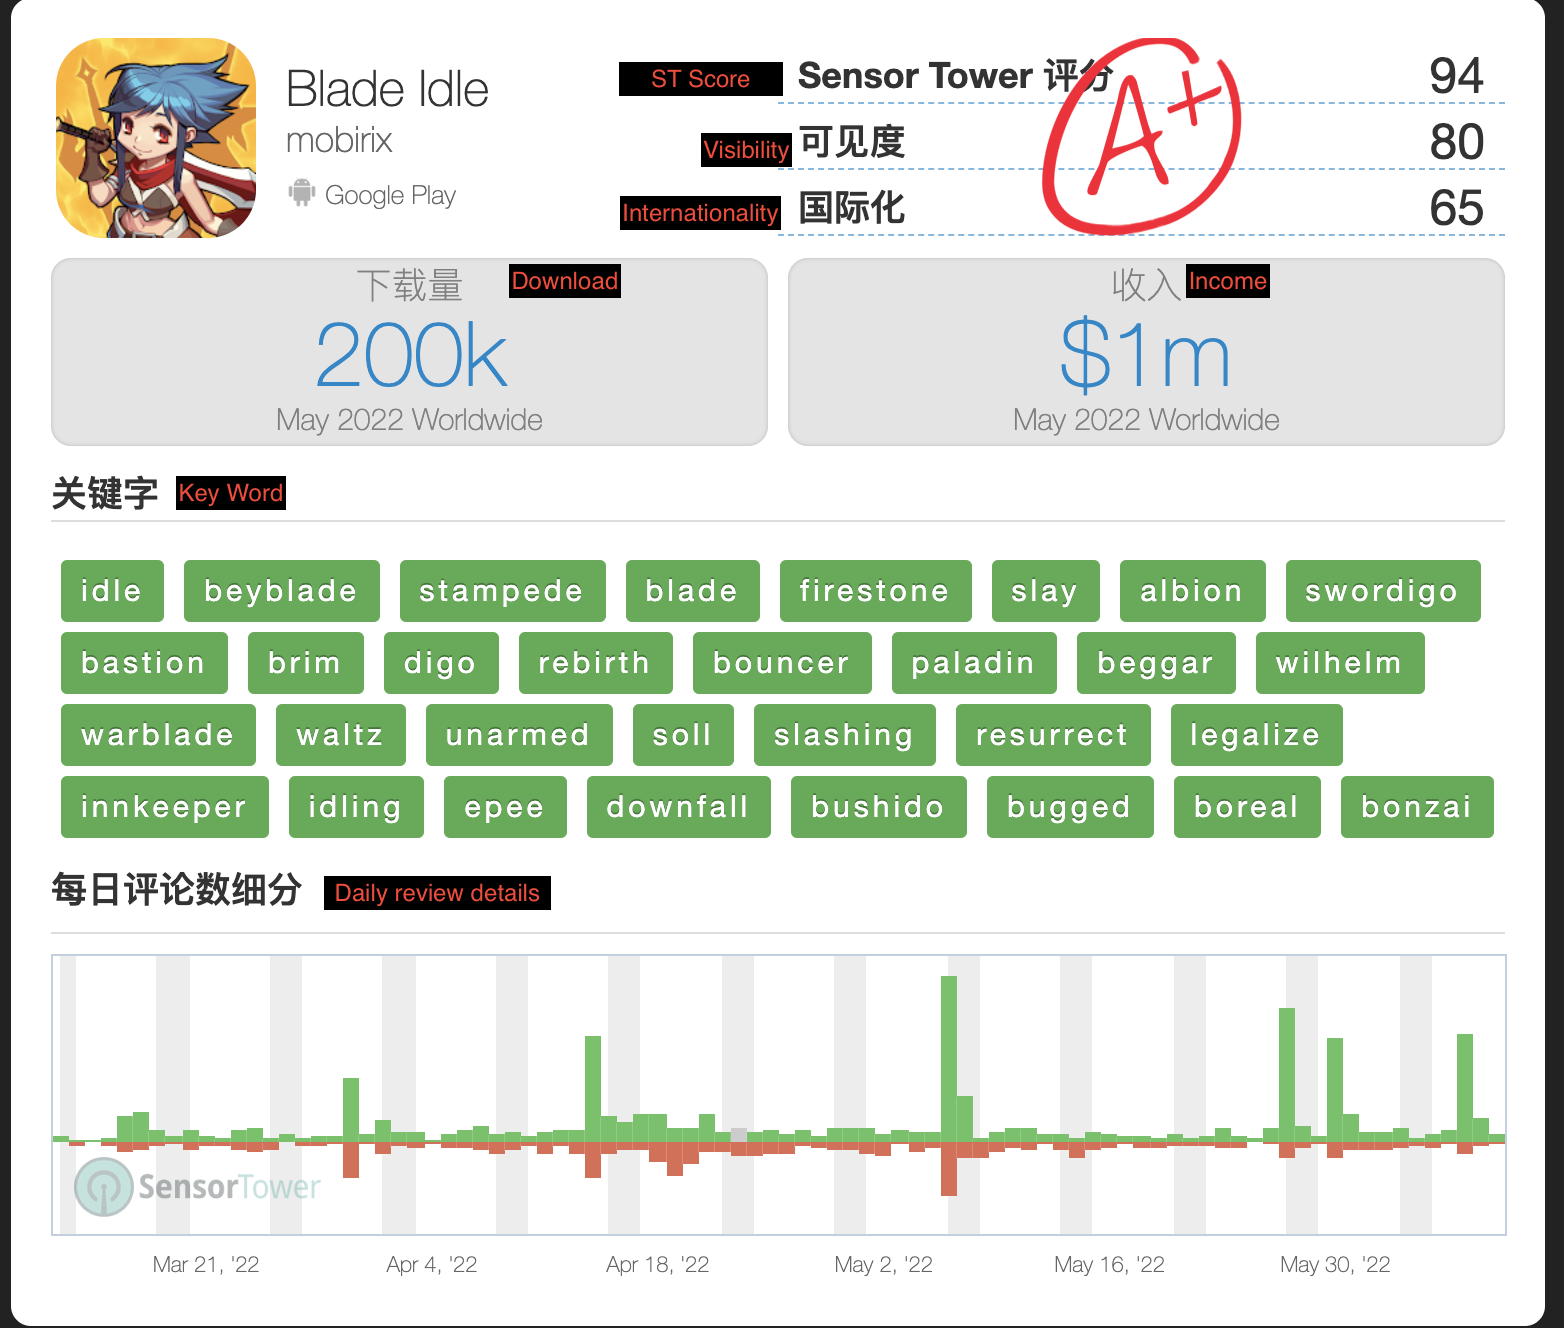 Blade Idle
mobirix
Google Play
ST Score Sensor Tower 评分 94
A+
Visibility 可见度 80
Internationality 国际化 65
下载量 Download
200k
May 2022 Worldwide
收入 Income
$1m
May 2022 Worldwide
关键字 Key Word
idle beyblade stampede blade firestone slay albion swordigo
bastion brim digo rebirth bouncer paladin beggar wilhelm
warblade waltz unarmed soll slashing resurrect legalize
innkeeper idling epee downfall bushido bugged boreal bonzai
每日评论数细分 Daily review details
SensorTower
Mar 21, '22 Apr 4, '22 Apr 18, '22 May 2, '22 May 16, '22 May 30, '22